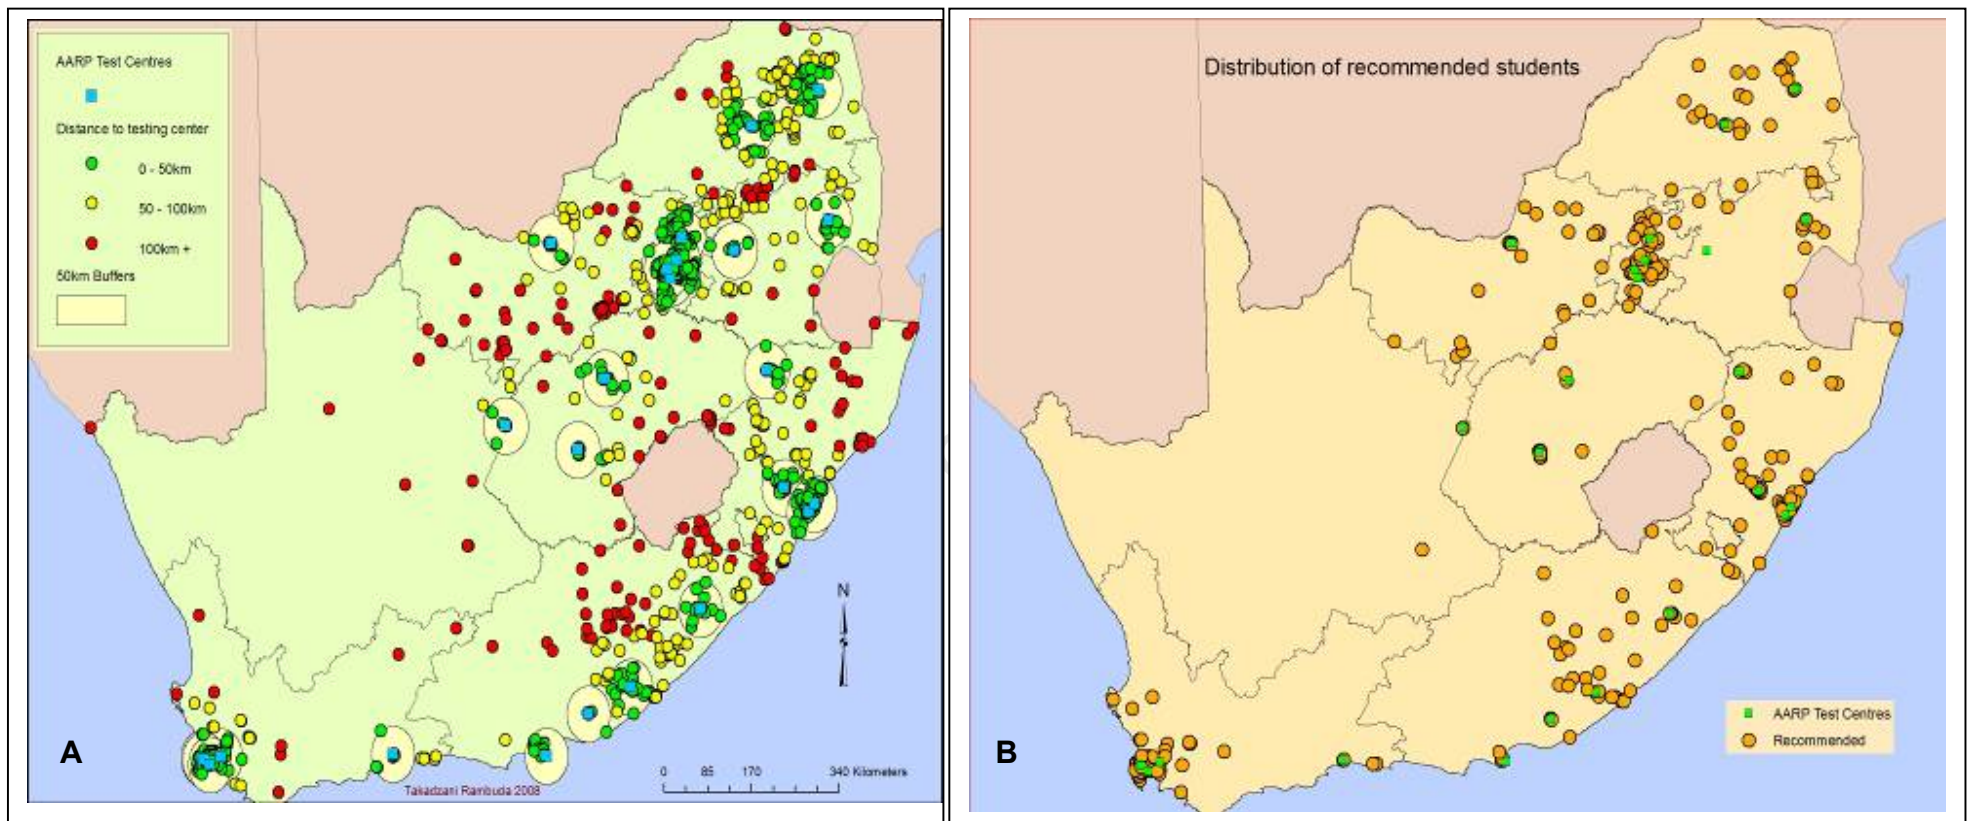 AARP Test Centres
Distance to testing center
0 - 50km
50 - 100km
100km +
50km Buffers
A
N
0 85 170 340 Kilometers
Takadzani Rambuda 2008
Distribution of recommended students
B
AARP Test Centres
Recommended